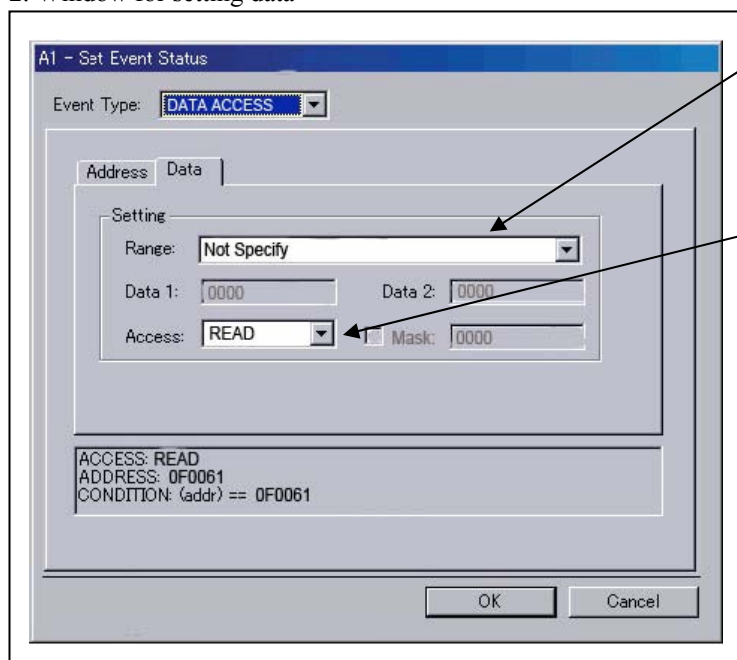 2. Window for setting data
A1 - Set Event Status
Event Type: DATA ACCESS
Address Data
Setting
Range: Not Specify
Data 1: 0000 Data 2: 0000
Access: READ Mask: 0000
ACCESS: READ
ADDRESS: 0F0061
CONDITION: (addr) == 0F0061
OK Cancel